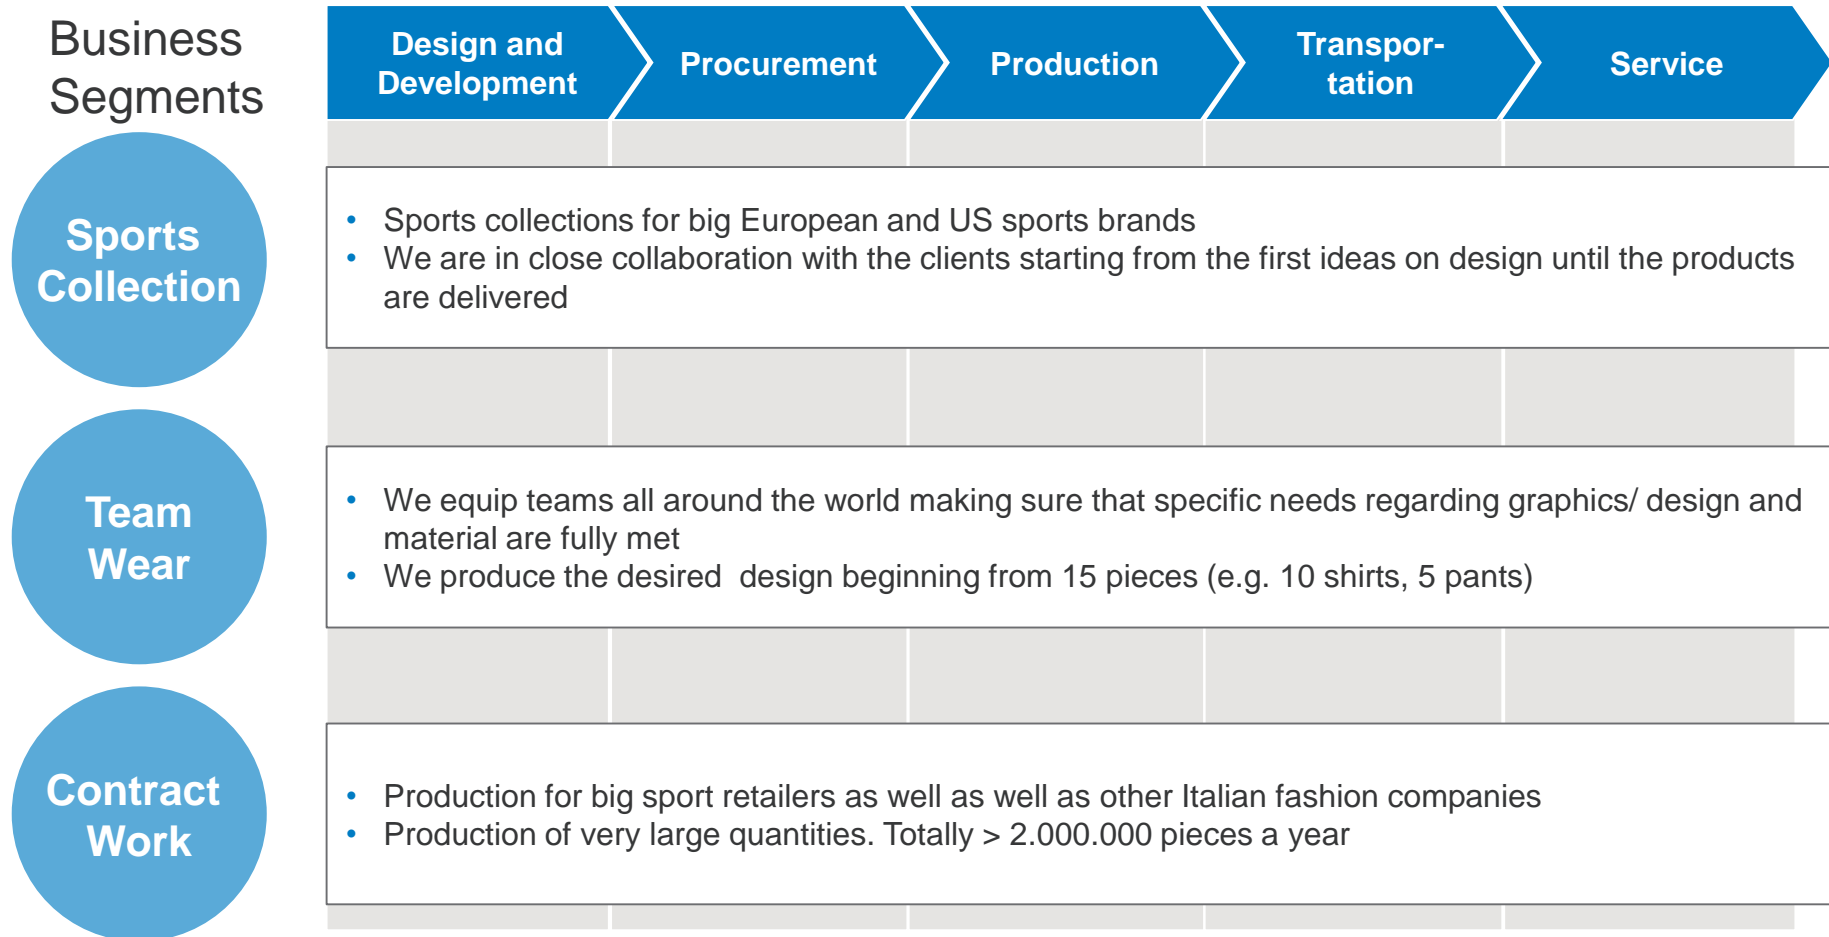 Business
Segments
Design and
Development
Procurement
Production
Transpor-
tation
Service
Sports
Collection
• Sports collections for big European and US sports brands
• We are in close collaboration with the clients starting from the first ideas on design until the products
are delivered
Team
Wear
• We equip teams all around the world making sure that specific needs regarding graphics/ design and
material are fully met
• We produce the desired  design beginning from 15 pieces (e.g. 10 shirts, 5 pants)
Contract
Work
• Production for big sport retailers as well as well as other Italian fashion companies
• Production of very large quantities. Totally > 2.000.000 pieces a year